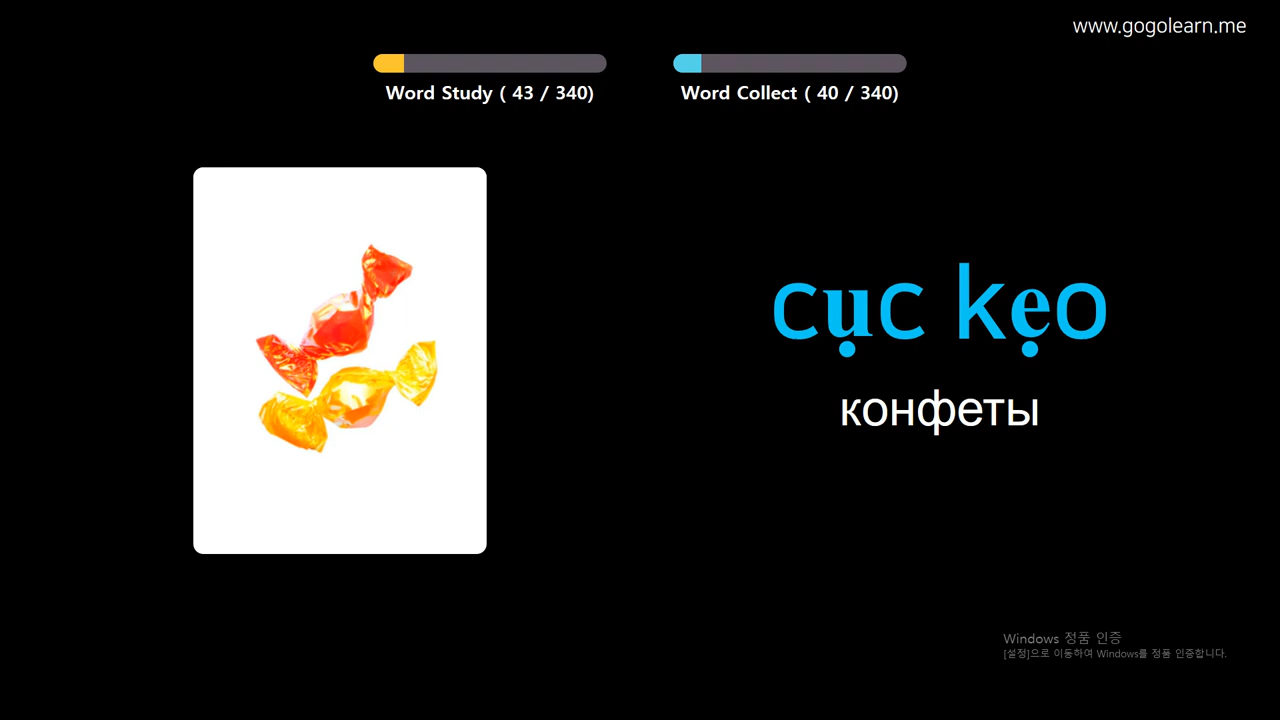 www.gogolearn.me
Word Study ( 43 / 340)
Word Collect ( 40 / 340)
cục kẹo
конфеты
Windows 정품 인증
[설정]으로 이동하여 Windows를 정품 인증합니다.